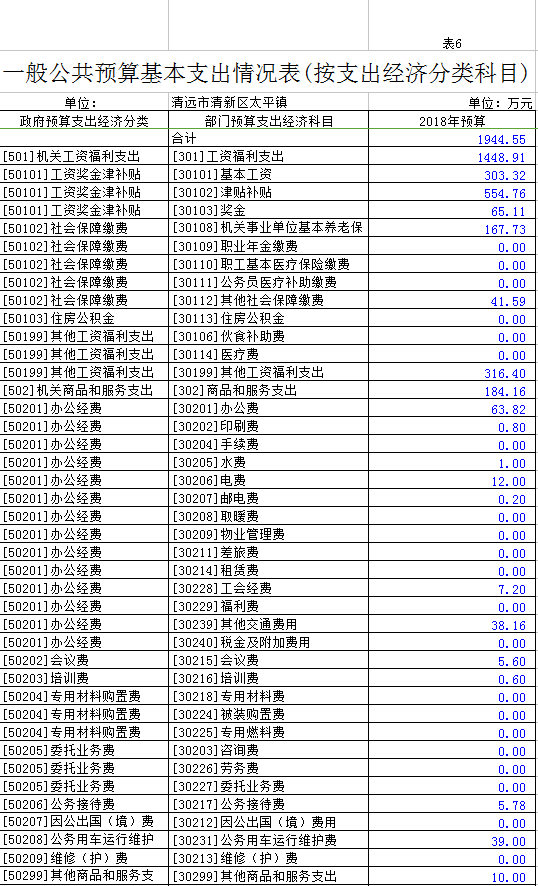 表6
一般公共预算基本支出情况表(按支出经济分类科目)
单位： 清远市清新区太平镇 单位：万元
政府预算支出经济分类 部门预算支出经济科目 2018年预算
合计 1944.55
[501]机关工资福利支出 [301]工资福利支出 1448.91
[50101]工资奖金津补贴 [30101]基本工资 303.32
[50101]工资奖金津补贴 [30102]津贴补贴 554.76
[50101]工资奖金津补贴 [30103]奖金 65.11
[50102]社会保障缴费 [30108]机关事业单位基本养老保 167.73
[50102]社会保障缴费 [30109]职业年金缴费 0.00
[50102]社会保障缴费 [30110]职工基本医疗保险缴费 0.00
[50102]社会保障缴费 [30111]公务员医疗补助缴费 0.00
[50102]社会保障缴费 [30112]其他社会保障缴费 41.59
[50103]住房公积金 [30113]住房公积金 0.00
[50199]其他工资福利支出 [30106]伙食补助费 0.00
[50199]其他工资福利支出 [30114]医疗费 0.00
[50199]其他工资福利支出 [30199]其他工资福利支出 316.40
[502]机关商品和服务支出 [302]商品和服务支出 184.16
[50201]办公经费 [30201]办公费 63.82
[50201]办公经费 [30202]印刷费 0.80
[50201]办公经费 [30204]手续费 0.00
[50201]办公经费 [30205]水费 1.00
[50201]办公经费 [30206]电费 12.00
[50201]办公经费 [30207]邮电费 0.20
[50201]办公经费 [30208]取暖费 0.00
[50201]办公经费 [30209]物业管理费 0.00
[50201]办公经费 [30211]差旅费 0.00
[50201]办公经费 [30214]租赁费 0.00
[50201]办公经费 [30228]工会经费 7.20
[50201]办公经费 [30229]福利费 0.00
[50201]办公经费 [30239]其他交通费用 38.16
[50201]办公经费 [30240]税金及附加费用 0.00
[50202]会议费 [30215]会议费 5.60
[50203]培训费 [30216]培训费 0.60
[50204]专用材料购置费 [30218]专用材料费 0.00
[50204]专用材料购置费 [30224]被装购置费 0.00
[50204]专用材料购置费 [30225]专用燃料费 0.00
[50205]委托业务费 [30203]咨询费 0.00
[50205]委托业务费 [30226]劳务费 0.00
[50205]委托业务费 [30227]委托业务费 0.00
[50206]公务接待费 [30217]公务接待费 5.78
[50207]因公出国（境）费 [30212]因公出国（境）费用 0.00
[50208]公务用车运行维护 [30231]公务用车运行维护费 39.00
[50209]维修（护）费 [30213]维修（护）费 0.00
[50299]其他商品和服务支 [30299]其他商品和服务支出 10.00